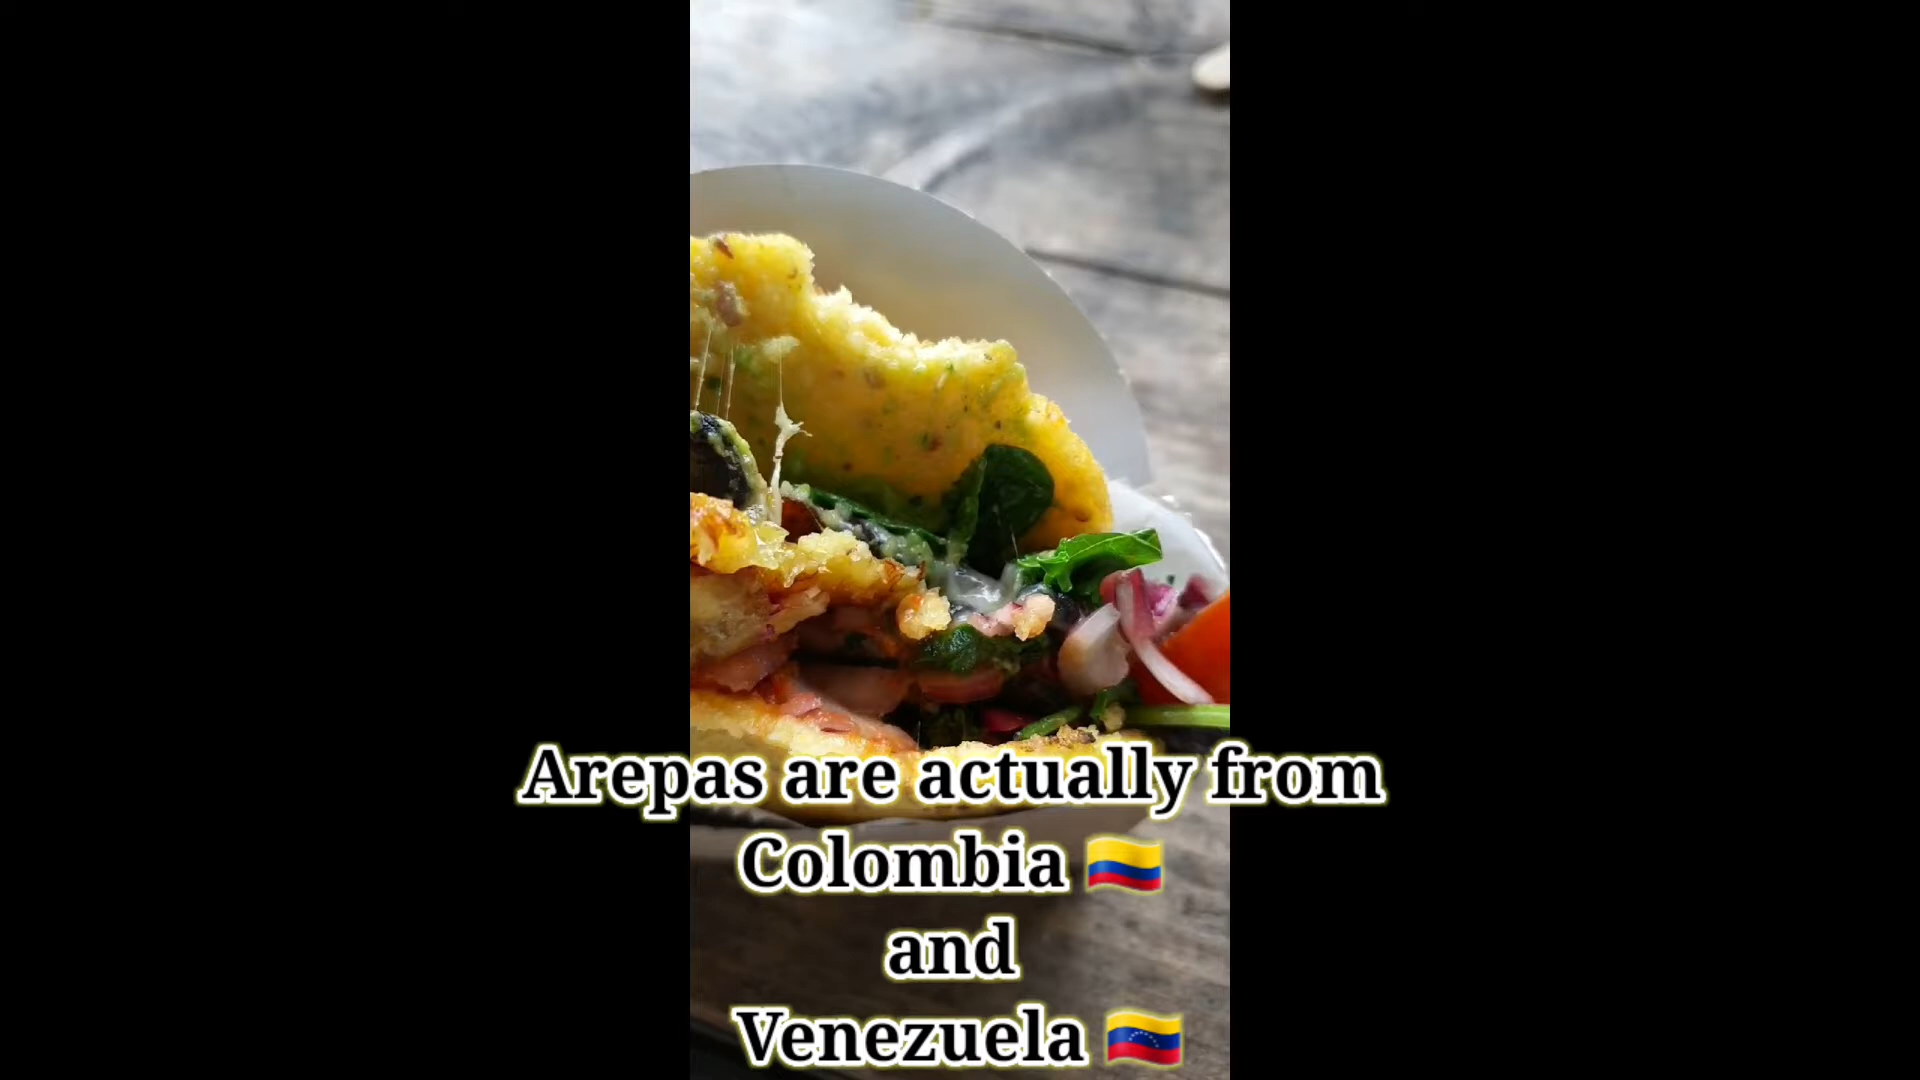 Arepas are actually from
Colombia 🇨🇴
and
Venezuela 🇻🇪